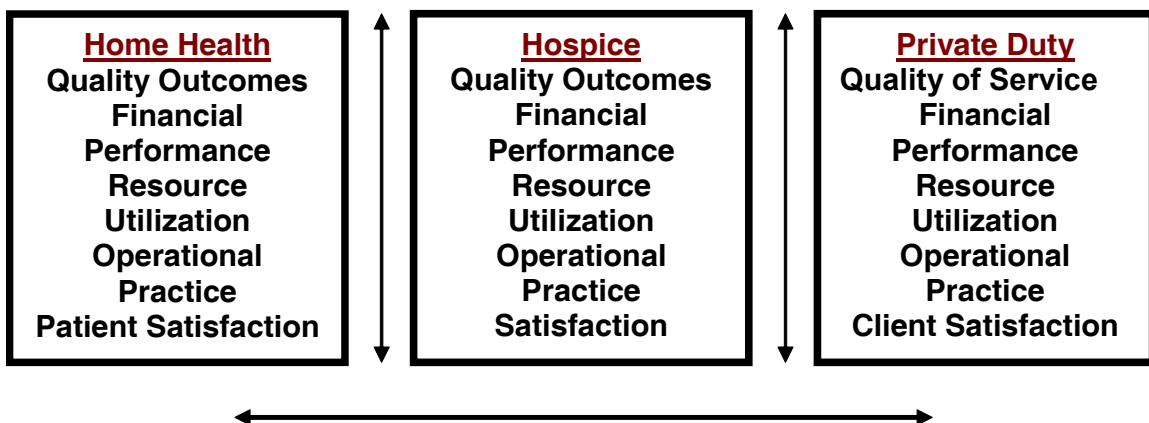 Home Health
Quality Outcomes
Financial
Performance
Resource
Utilization
Operational
Practice
Patient Satisfaction
Hospice
Quality Outcomes
Financial
Performance
Resource
Utilization
Operational
Practice
Satisfaction
Private Duty
Quality of Service
Financial
Performance
Resource
Utilization
Operational
Practice
Client Satisfaction